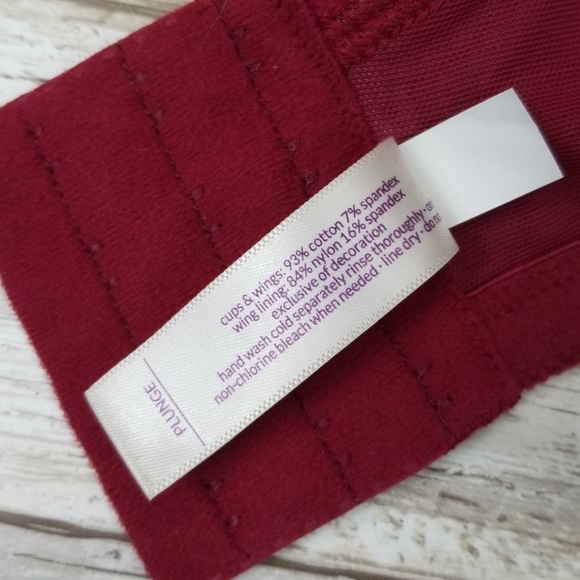 cups & wings: 93% cotton 7% spandex
wing lining: 84% nylon 16% spandex
exclusive of decoration
hand wash cold separately rinse thoroughly ·
non-chlorine bleach when needed · line dry ·
PLUNGE